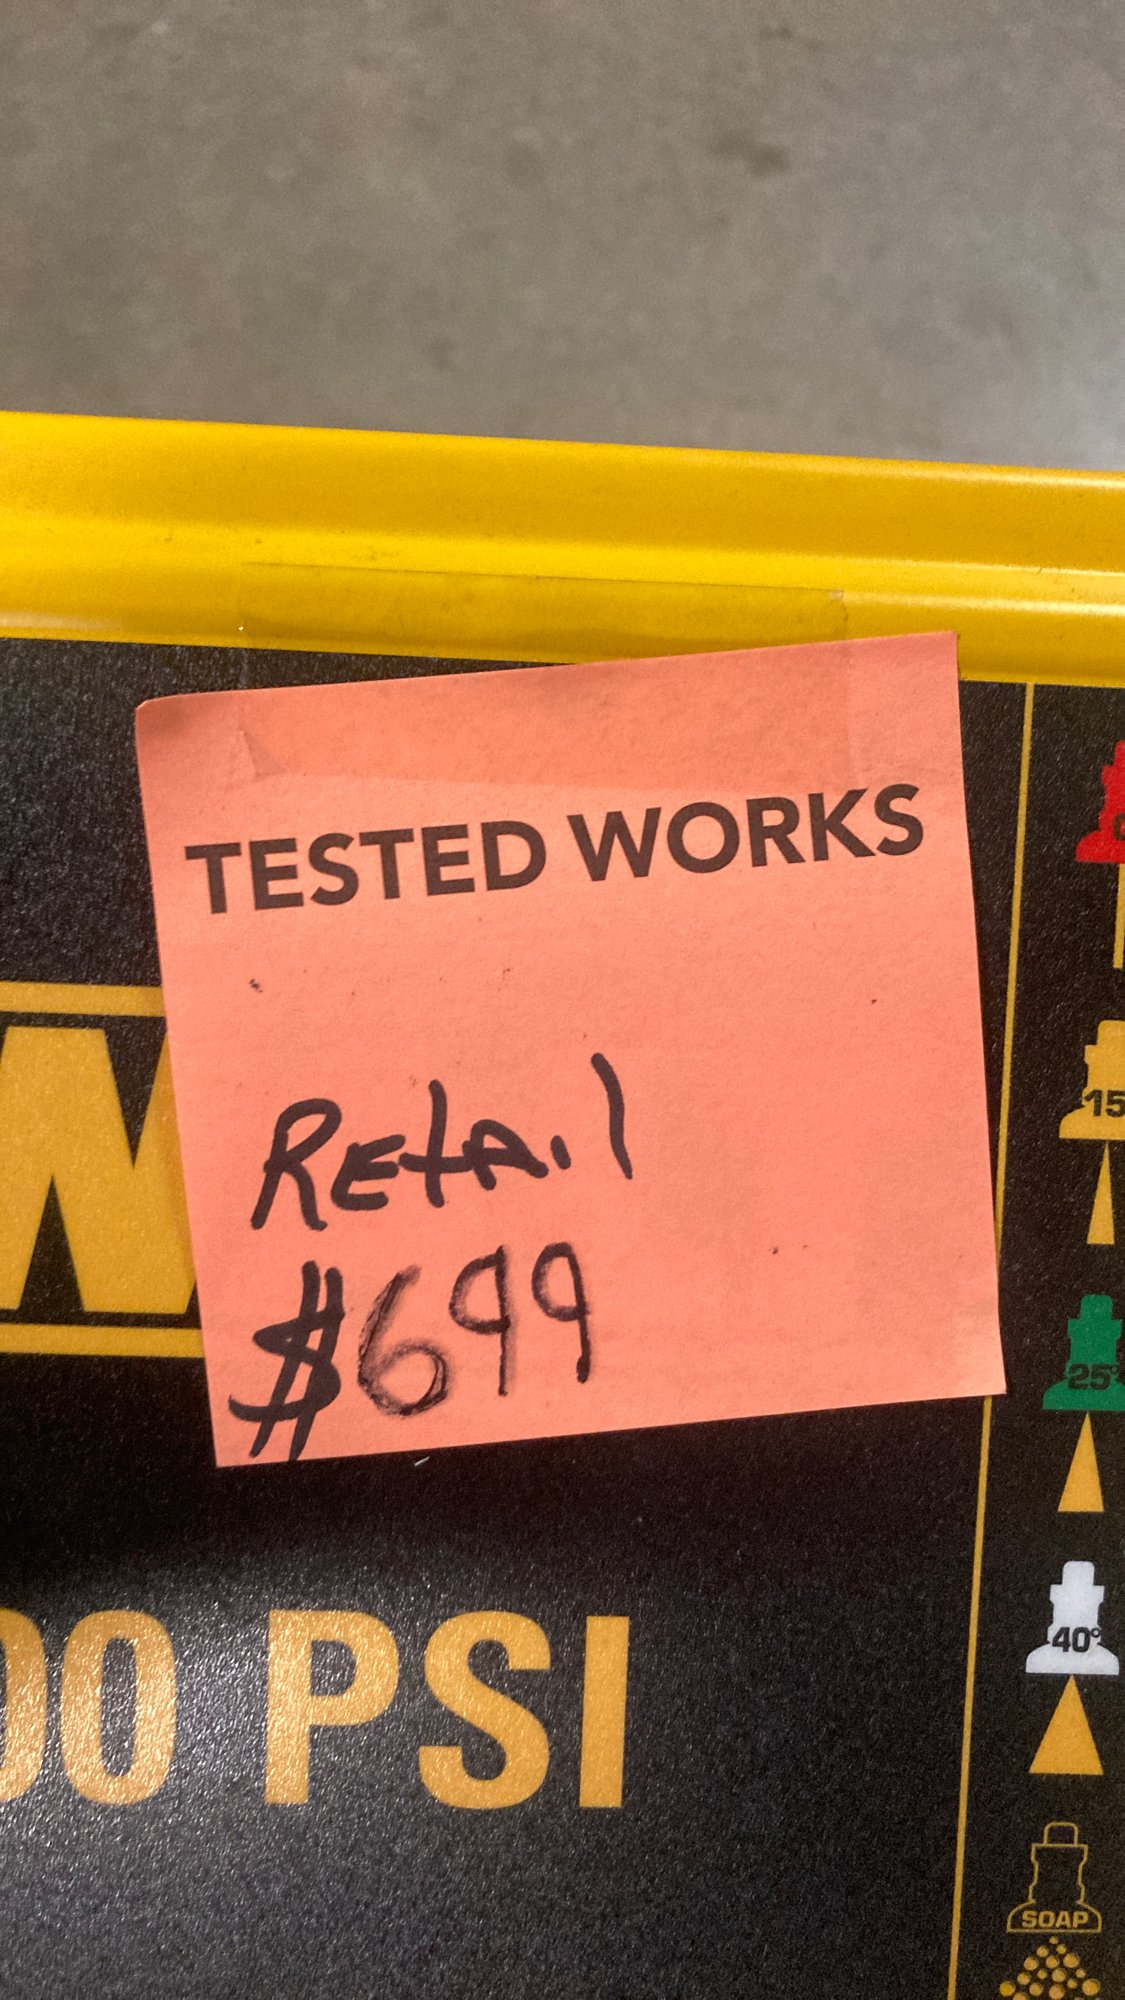 TESTED WORKS
Retail
$699
W
00 PSI
15
25°
40°
SOAP